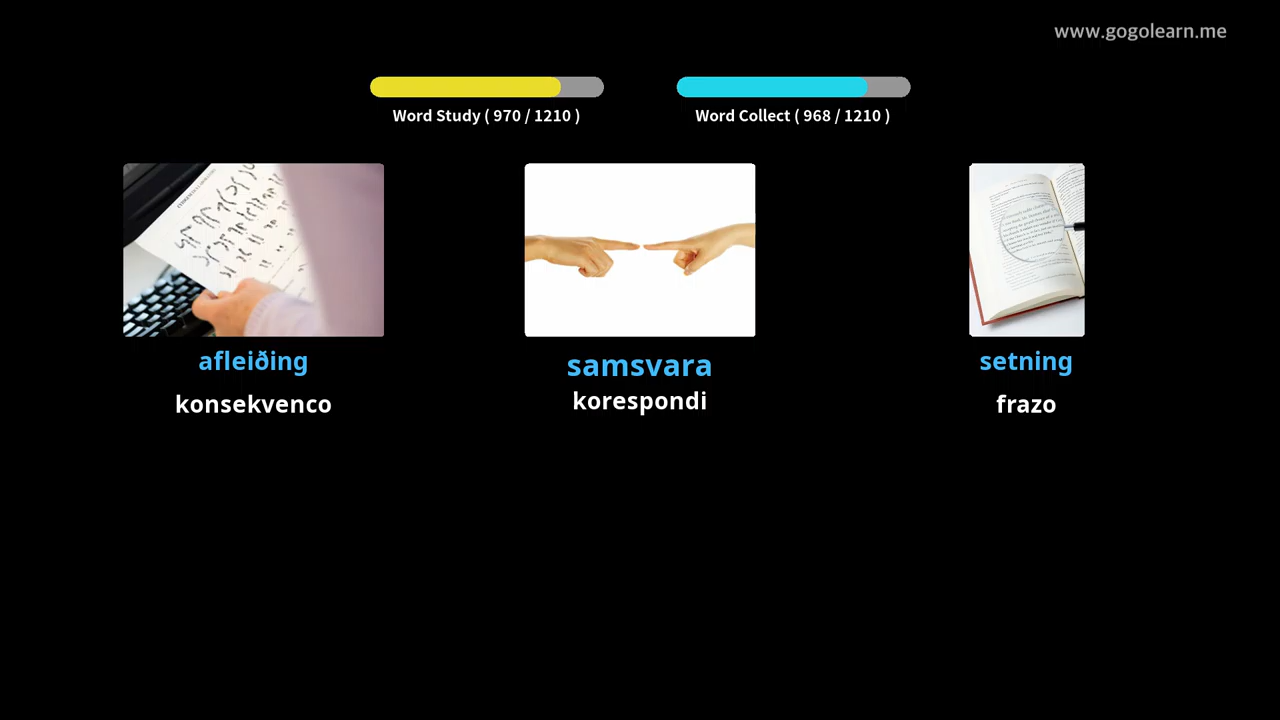 www.gogolearn.me
Word Study ( 970 / 1210 )
Word Collect ( 968 / 1210 )
afleiðing
samsvara
setning
konsekvenco
korespondi
frazo